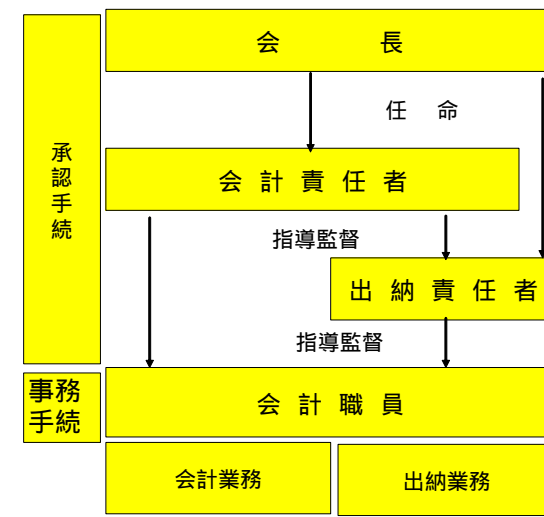 会長
任命
承認手続
会計責任者
指導監督
出納責任者
指導監督
事務
手続
会計職員
会計業務
出納業務